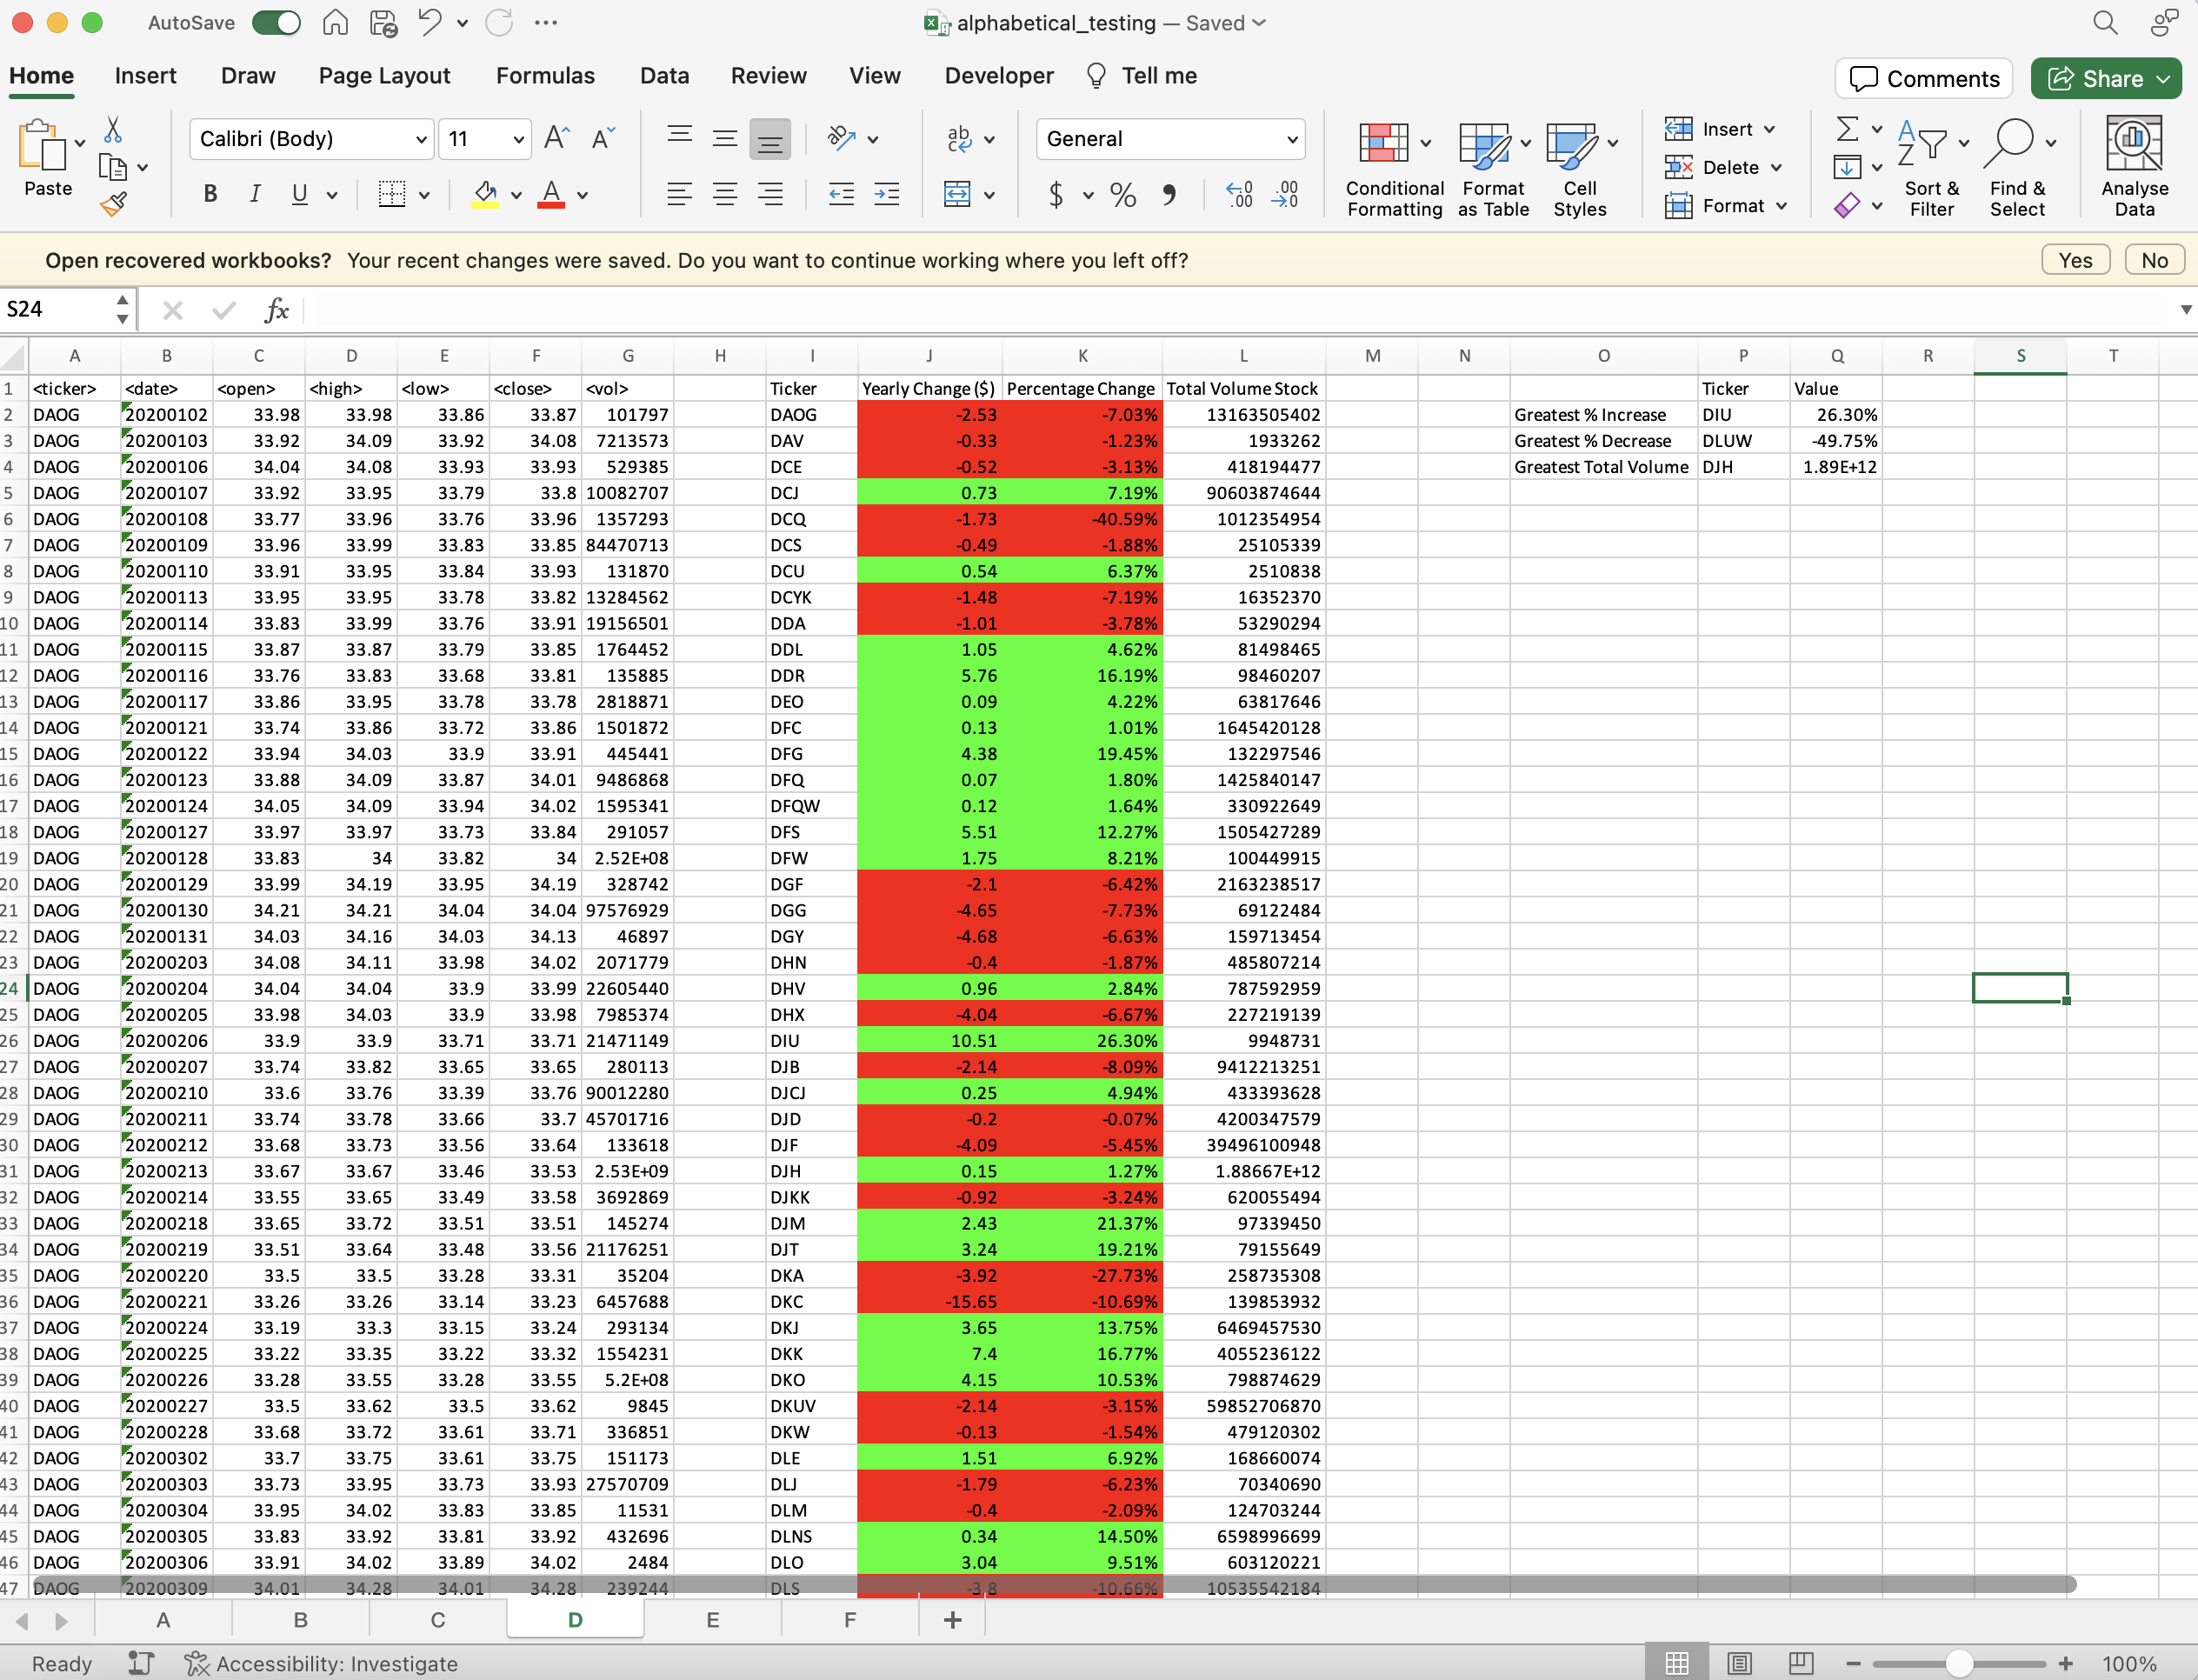 AutoSave alphabetical_testing — Saved
Home Insert Draw Page Layout Formulas Data Review View Developer Tell me Comments Share
Paste Calibri (Body) 11 General Conditional Formatting Format as Table Cell Styles Insert Delete Format Sort & Filter Find & Select Analyse Data
Open recovered workbooks? Your recent changes were saved. Do you want to continue working where you left off? Yes No
S24 fx
A B C D E F G H I J K L M N O P Q R S T
1 <ticker> <date> <open> <high> <low> <close> <vol> Ticker Yearly Change ($) Percentage Change Total Volume Stock Ticker Value
2 DAOG 20200102 33.98 33.98 33.86 33.87 101797 DAOG -2.53 -7.03% 13163505402 Greatest % Increase DIU 26.30%
3 DAOG 20200103 33.92 34.09 33.92 34.08 7213573 DAV -0.33 -1.23% 1933262 Greatest % Decrease DLUW -49.75%
4 DAOG 20200106 34.04 34.08 33.93 33.93 529385 DCE -0.52 -3.13% 418194477 Greatest Total Volume DJH 1.89E+12
5 DAOG 20200107 33.92 33.95 33.79 33.8 10082707 DCJ 0.73 7.19% 90603874644
6 DAOG 20200108 33.77 33.96 33.76 33.96 1357293 DCQ -1.73 -40.59% 1012354954
7 DAOG 20200109 33.96 33.99 33.83 33.85 84470713 DCS -0.49 -1.88% 25105339
8 DAOG 20200110 33.91 33.95 33.84 33.93 131870 DCU 0.54 6.37% 2510838
9 DAOG 20200113 33.95 33.95 33.78 33.82 13284562 DCYK -1.48 -7.19% 16352370
10 DAOG 20200114 33.83 33.99 33.76 33.91 19156501 DDA -1.01 -3.78% 53290294
11 DAOG 20200115 33.87 33.87 33.79 33.85 1764452 DDL 1.05 4.62% 81498465
12 DAOG 20200116 33.76 33.83 33.68 33.81 135885 DDR 5.76 16.19% 98460207
13 DAOG 20200117 33.86 33.95 33.78 33.78 2818871 DEO 0.09 4.22% 63817646
14 DAOG 20200121 33.74 33.86 33.72 33.86 1501872 DFC 0.13 1.01% 1645420128
15 DAOG 20200122 33.94 34.03 33.9 33.91 445441 DFG 4.38 19.45% 132297546
16 DAOG 20200123 33.88 34.09 33.87 34.01 9486868 DFQ 0.07 1.80% 1425840147
17 DAOG 20200124 34.05 34.09 33.94 34.02 1595341 DFQW 0.12 1.64% 330922649
18 DAOG 20200127 33.97 33.97 33.73 33.84 291057 DFS 5.51 12.27% 1505427289
19 DAOG 20200128 33.83 34 33.82 34 2.52E+08 DFW 1.75 8.21% 100449915
20 DAOG 20200129 33.99 34.19 33.95 34.19 328742 DGF -2.1 -6.42% 2163238517
21 DAOG 20200130 34.21 34.21 34.04 34.04 97576929 DGG -4.65 -7.73% 69122484
22 DAOG 20200131 34.03 34.16 34.03 34.13 46897 DGY -4.68 -6.63% 159713454
23 DAOG 20200203 34.08 34.11 33.98 34.02 2071779 DHN -0.4 -1.87% 485807214
24 DAOG 20200204 34.04 34.04 33.9 33.99 22605440 DHV 0.96 2.84% 787592959
25 DAOG 20200205 33.98 34.03 33.9 33.98 7985374 DHX -4.04 -6.67% 227219139
26 DAOG 20200206 33.9 33.9 33.71 33.71 21471149 DIU 10.51 26.30% 9948731
27 DAOG 20200207 33.74 33.82 33.65 33.65 280113 DJB -2.14 -8.09% 9412213251
28 DAOG 20200210 33.6 33.76 33.39 33.76 90012280 DJCJ 0.25 4.94% 433393628
29 DAOG 20200211 33.74 33.78 33.66 33.7 45701716 DJD -0.2 -0.07% 4200347579
30 DAOG 20200212 33.68 33.73 33.56 33.64 133618 DJF -4.09 -5.45% 39496100948
31 DAOG 20200213 33.67 33.67 33.46 33.53 2.53E+09 DJH 0.15 1.27% 1.88667E+12
32 DAOG 20200214 33.55 33.65 33.49 33.58 3692869 DJKK -0.92 -3.24% 620055494
33 DAOG 20200218 33.65 33.72 33.51 33.51 145274 DJM 2.43 21.37% 97339450
34 DAOG 20200219 33.51 33.64 33.48 33.56 21176251 DJT 3.24 19.21% 79155649
35 DAOG 20200220 33.5 33.5 33.28 33.31 35204 DKA -3.92 -27.73% 258735308
36 DAOG 20200221 33.26 33.26 33.14 33.23 6457688 DKC -15.65 -10.69% 139853932
37 DAOG 20200224 33.19 33.3 33.15 33.24 293134 DKJ 3.65 13.75% 6469457530
38 DAOG 20200225 33.22 33.35 33.22 33.32 1554231 DKK 7.4 16.77% 4055236122
39 DAOG 20200226 33.28 33.55 33.28 33.55 5.2E+08 DKO 4.15 10.53% 798874629
40 DAOG 20200227 33.5 33.62 33.5 33.62 9845 DKUV -2.14 -3.15% 59852706870
41 DAOG 20200228 33.68 33.72 33.61 33.71 336851 DKW -0.13 -1.54% 479120302
42 DAOG 20200302 33.7 33.75 33.61 33.75 151173 DLE 1.51 6.92% 168660074
43 DAOG 20200303 33.73 33.95 33.73 33.93 27570709 DLJ -1.79 -6.23% 70340690
44 DAOG 20200304 33.95 34.02 33.83 33.85 11531 DLM -0.4 -2.09% 124703244
45 DAOG 20200305 33.83 33.92 33.81 33.92 432696 DLNS 0.34 14.50% 6598996699
46 DAOG 20200306 33.91 34.02 33.89 34.02 2484 DLO 3.04 9.51% 603120221
47 DAOG 20200309 34.01 34.28 34.01 34.28 239244 DLS -3.8 -10.66% 10535542184
A B C D E F +
Ready Accessibility: Investigate 100%